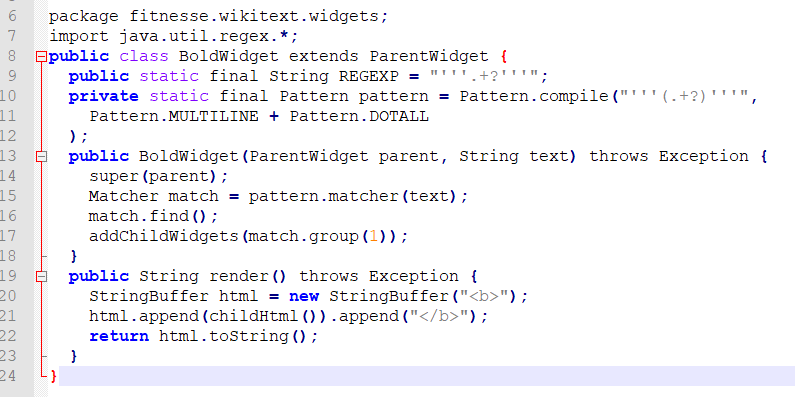 6 package fitnesse.wikitext.widgets;
7 import java.util.regex.*;
8 public class BoldWidget extends ParentWidget {
9   public static final String REGEXP = "'''.+?'''";
10   private static final Pattern pattern = Pattern.compile("'''(.+?)'''",
11     Pattern.MULTILINE + Pattern.DOTALL
12   );
13   public BoldWidget(ParentWidget parent, String text) throws Exception {
14     super(parent);
15     Matcher match = pattern.matcher(text);
16     match.find();
17     addChildWidgets(match.group(1));
18   }
19   public String render() throws Exception {
20     StringBuffer html = new StringBuffer("<b>");
21     html.append(childHtml()).append("</b>");
22     return html.toString();
23   }
24 }